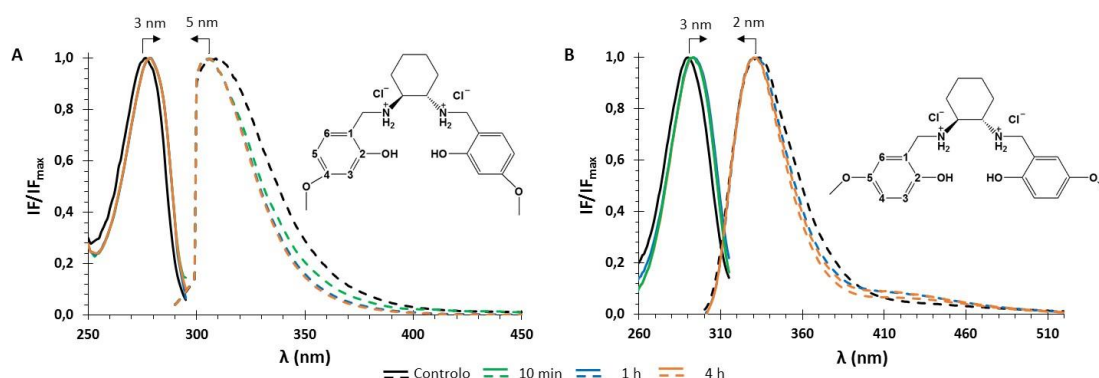 3 nm 5 nm
A
1,0
0,8
0,6
0,4
0,2
0,0
IF/IFmax
250 300 350 400 450
λ (nm)
Cl−
Cl−
N+
H2
N+
H2
6
1
5
2
OH
HO
4
3
O
O
3 nm 2 nm
B
1,0
0,8
0,6
0,4
0,2
0,0
IF/IFmax
260 310 360 410 460 510
λ (nm)
Cl−
Cl−
N+
H2
N+
H2
6
1
O
5
2
OH
HO
4
3
O
Controlo 10 min 1 h 4 h